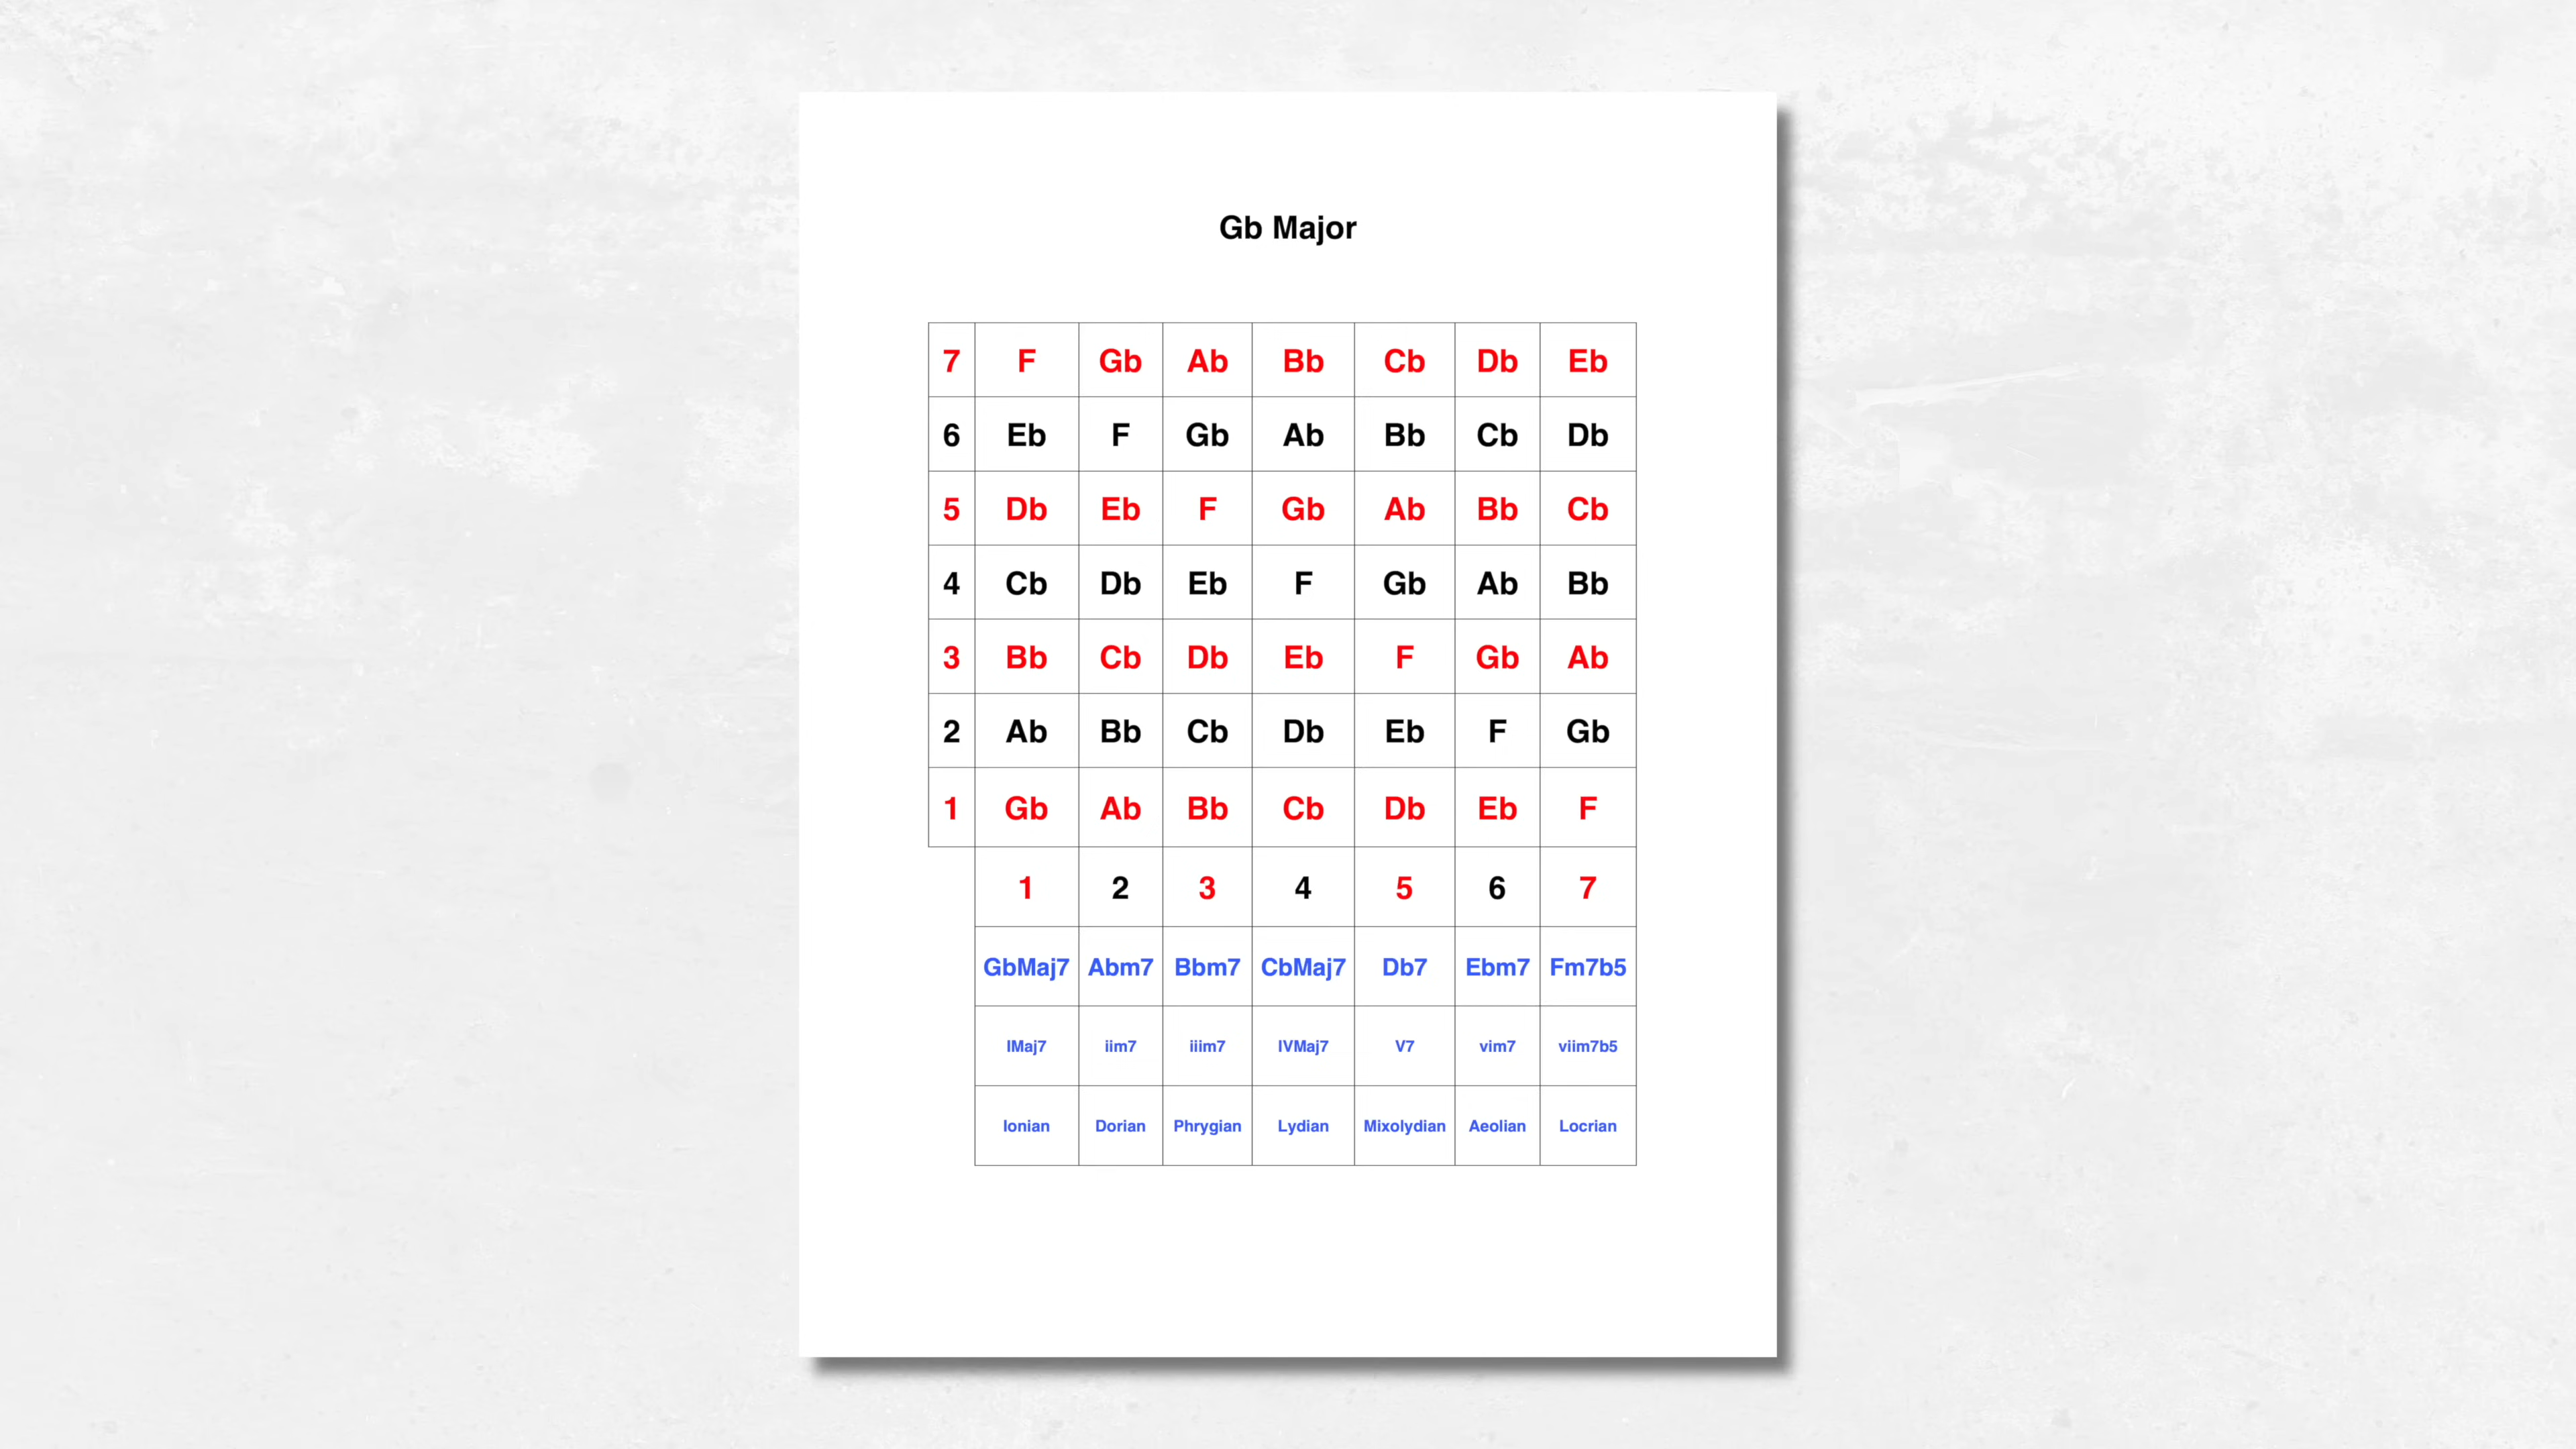 Gb Major
7 F Gb Ab Bb Cb Db Eb
6 Eb F Gb Ab Bb Cb Db
5 Db Eb F Gb Ab Bb Cb
4 Cb Db Eb F Gb Ab Bb
3 Bb Cb Db Eb F Gb Ab
2 Ab Bb Cb Db Eb F Gb
1 Gb Ab Bb Cb Db Eb F
1 2 3 4 5 6 7
GbMaj7 Abm7 Bbm7 CbMaj7 Db7 Ebm7 Fm7b5
IMaj7 iim7 iiim7 IVMaj7 V7 vim7 viim7b5
Ionian Dorian Phrygian Lydian Mixolydian Aeolian Locrian